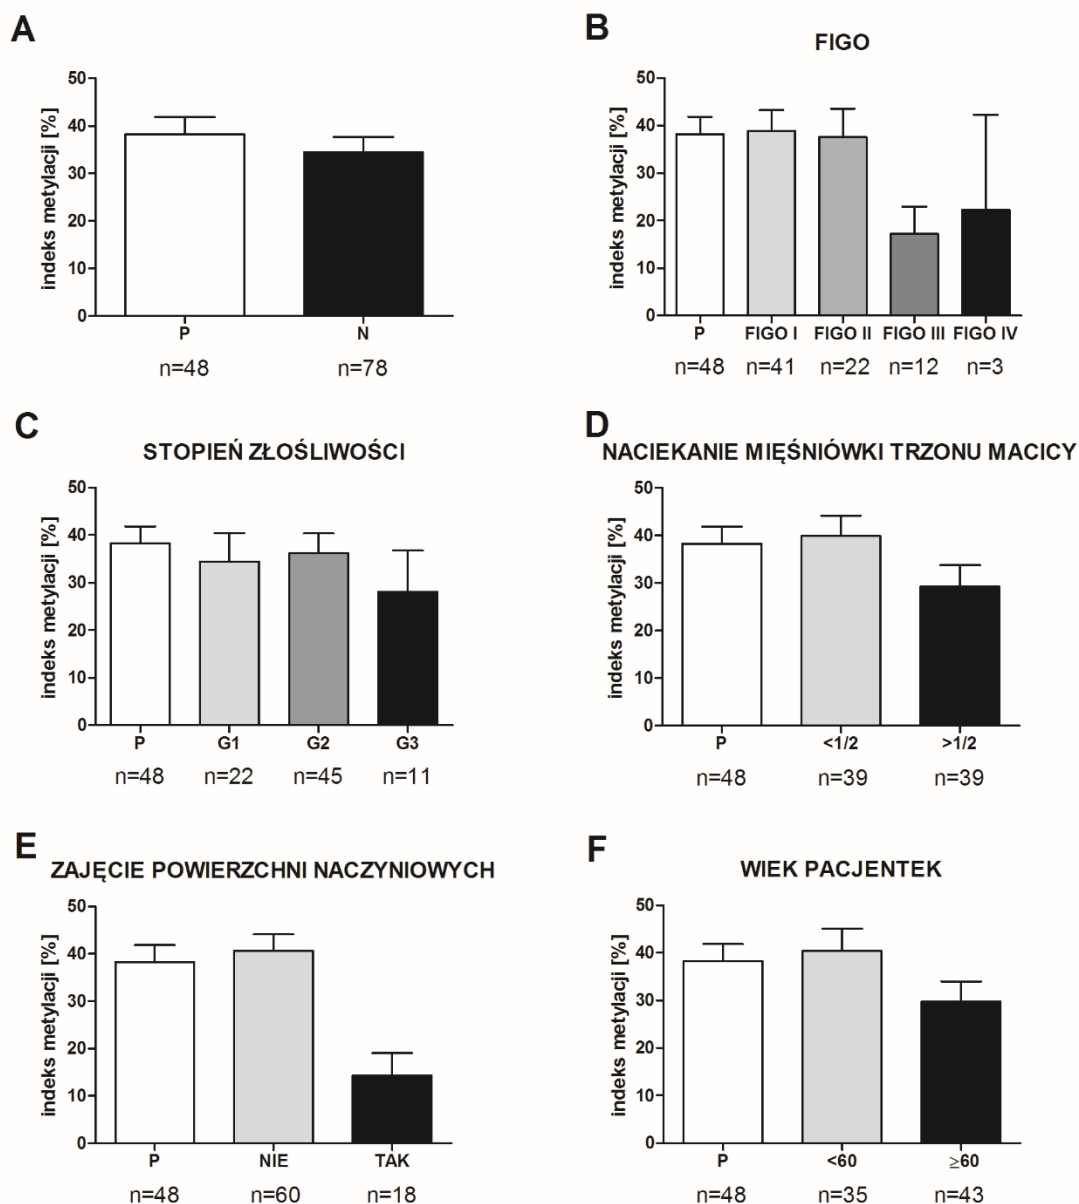 A
indeks metylacji [%]
50
40
30
20
10
0
P N
n=48 n=78
B
FIGO
indeks metylacji [%]
50
40
30
20
10
0
P FIGO I FIGO II FIGO III FIGO IV
n=48 n=41 n=22 n=12 n=3
C
STOPIEŃ ZŁOŚLIWOŚCI
indeks metylacji [%]
50
40
30
20
10
0
P G1 G2 G3
n=48 n=22 n=45 n=11
D
NACIEKANIE MIĘŚNIÓWKI TRZONU MACICY
indeks metylacji [%]
50
40
30
20
10
0
P <1/2 >1/2
n=48 n=39 n=39
E
ZAJĘCIE POWIERZCHNI NACZYNIOWYCH
indeks metylacji [%]
50
40
30
20
10
0
P NIE TAK
n=48 n=60 n=18
F
WIEK PACJENTEK
indeks metylacji [%]
50
40
30
20
10
0
P <60 ≥60
n=48 n=35 n=43